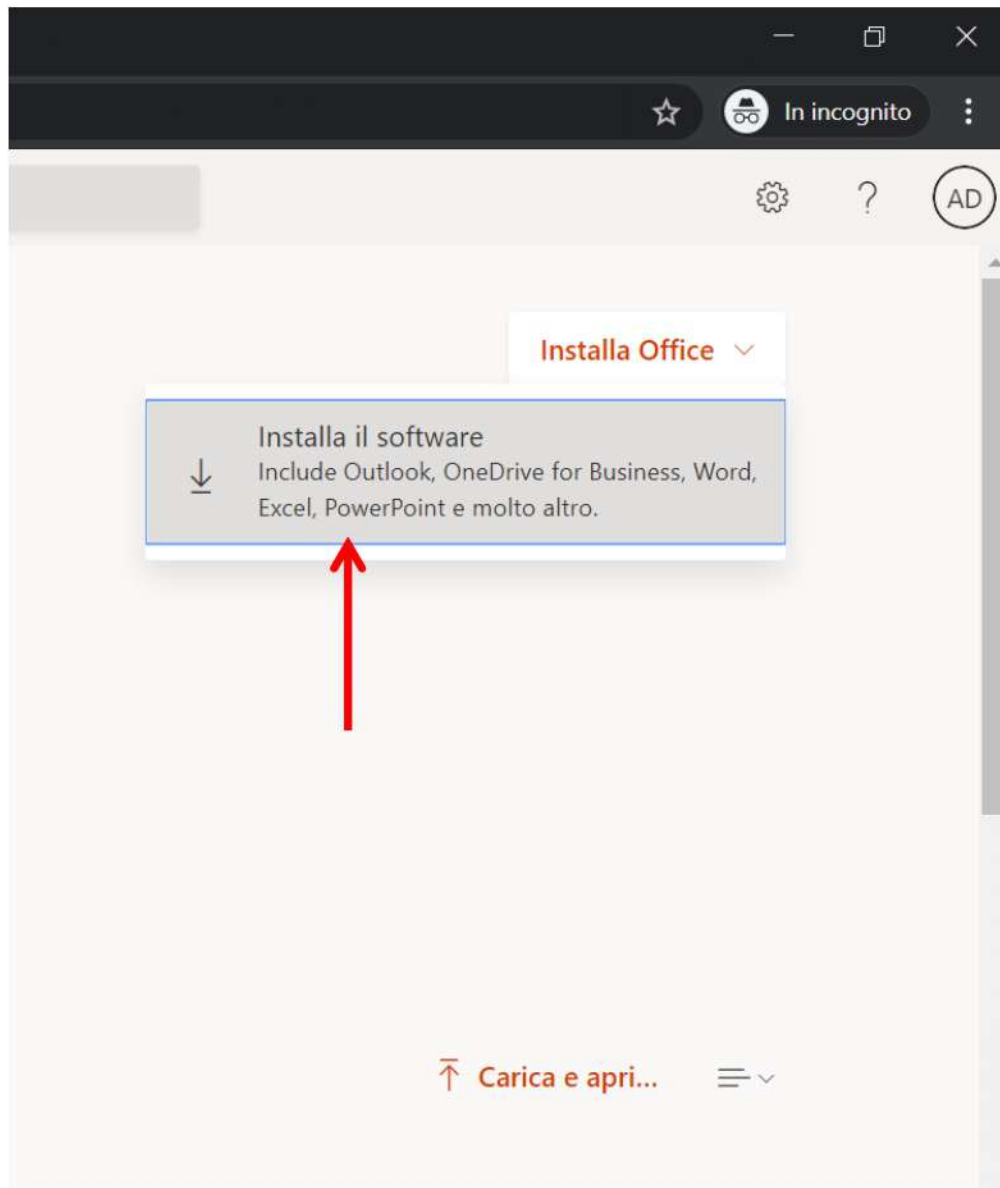 In incognito
?
AD
Installa Office
Installa il software
Include Outlook, OneDrive for Business, Word,
Excel, PowerPoint e molto altro.
Carica e apri...